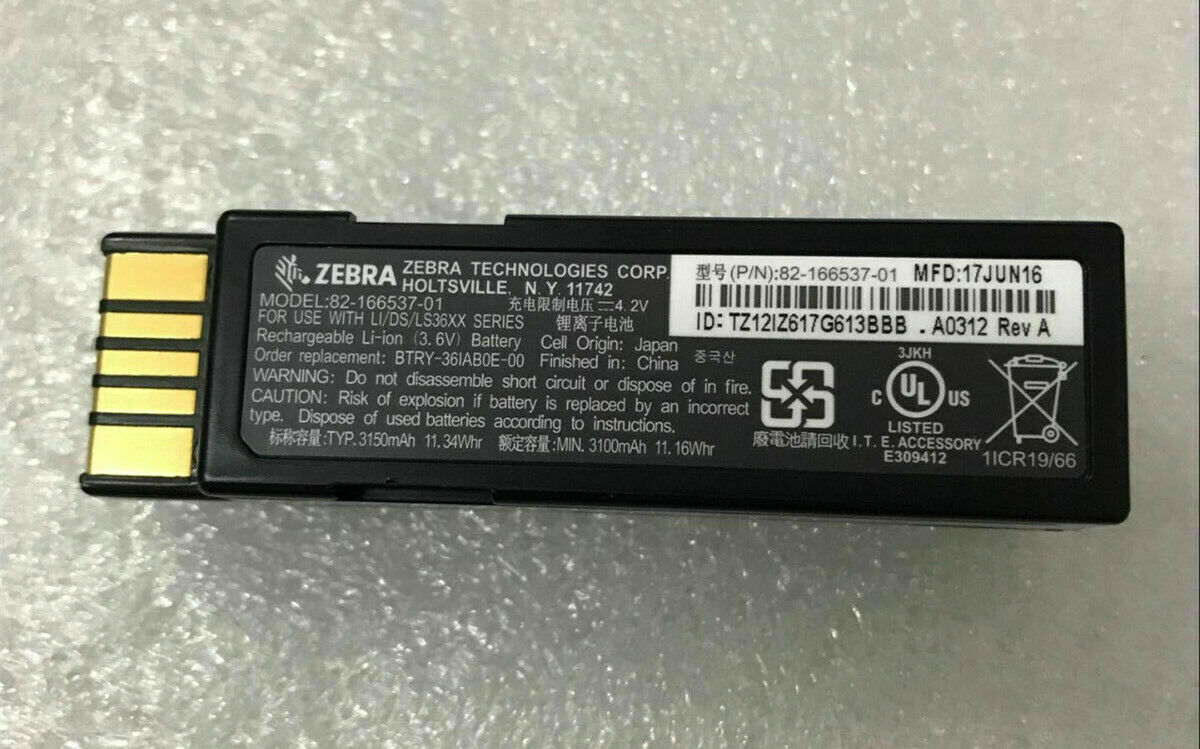 ZEBRA ZEBRA TECHNOLOGIES CORP.
HOLTSVILLE, N.Y. 11742
MODEL:82-166537-01 充电限制电压⎓4.2V
FOR USE WITH LI/DS/LS36XX SERIES 锂离子电池
Rechargeable Li-ion (3.6V) Battery Cell Origin: Japan
Order replacement: BTRY-36IAB0E-00 Finished in: China 중국산
WARNING: Do not disassemble short circuit or dispose of in fire.
CAUTION: Risk of explosion if battery is replaced by an incorrect
type. Dispose of used batteries according to instructions.
标称容量:TYP. 3150mAh 11.34Whr 额定容量:MIN. 3100mAh 11.16Whr
型号(P/N):82-166537-01 MFD:17JUN16
ID: TZ12IZ617G613BBB . A0312 Rev A
廢電池請回收
3JKH
C UL US
LISTED
I.T.E. ACCESSORY
E309412
1ICR19/66